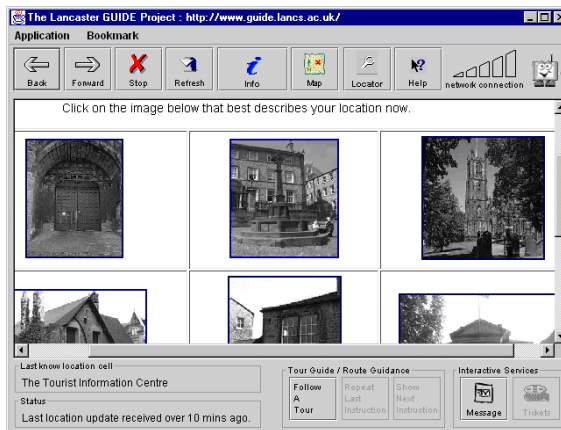 The Lancaster GUIDE Project : http://www.guide.lancs.ac.uk/
Application Bookmark
Back Forward Stop Refresh Info Map Locator Help network connection
Click on the image below that best describes your location now.
Last know location cell
The Tourist Information Centre
Status
Last location update received over 10 mins ago.
Tour Guide / Route Guidance
Follow
A
Tour
Repeat
Last
Instruction
Show
Next
Instruction
Interactive Services
Message
Tickets